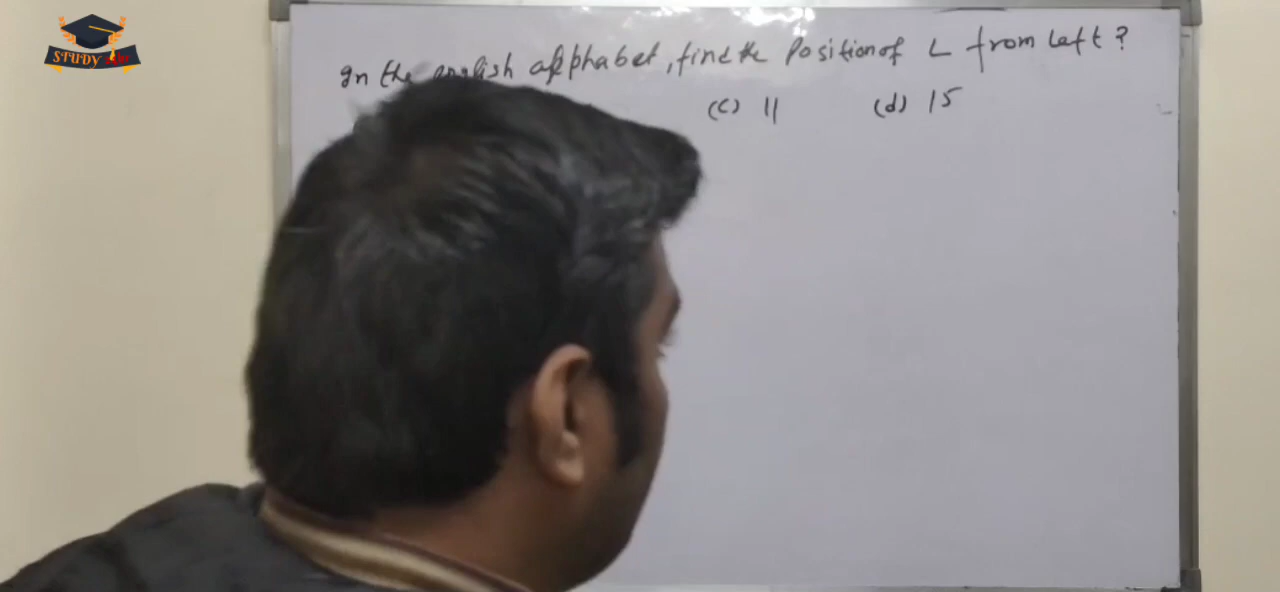 STUDY
In the english alphabet, find the Position of L from Left?
(c) 11 (d) 15